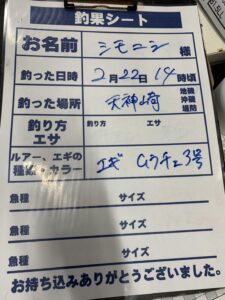 釣果シート
お名前 シモヨシ 様
釣った日時 2月22日 14時頃
釣った場所 天神崎 地磯 沖磯 堤防
釣り方 エサ 釣り方 エサ
ルアー、エギの種類・カラー エギ 3号
魚種 サイズ
魚種 サイズ
魚種 サイズ
お持ち込みありがとうございました。